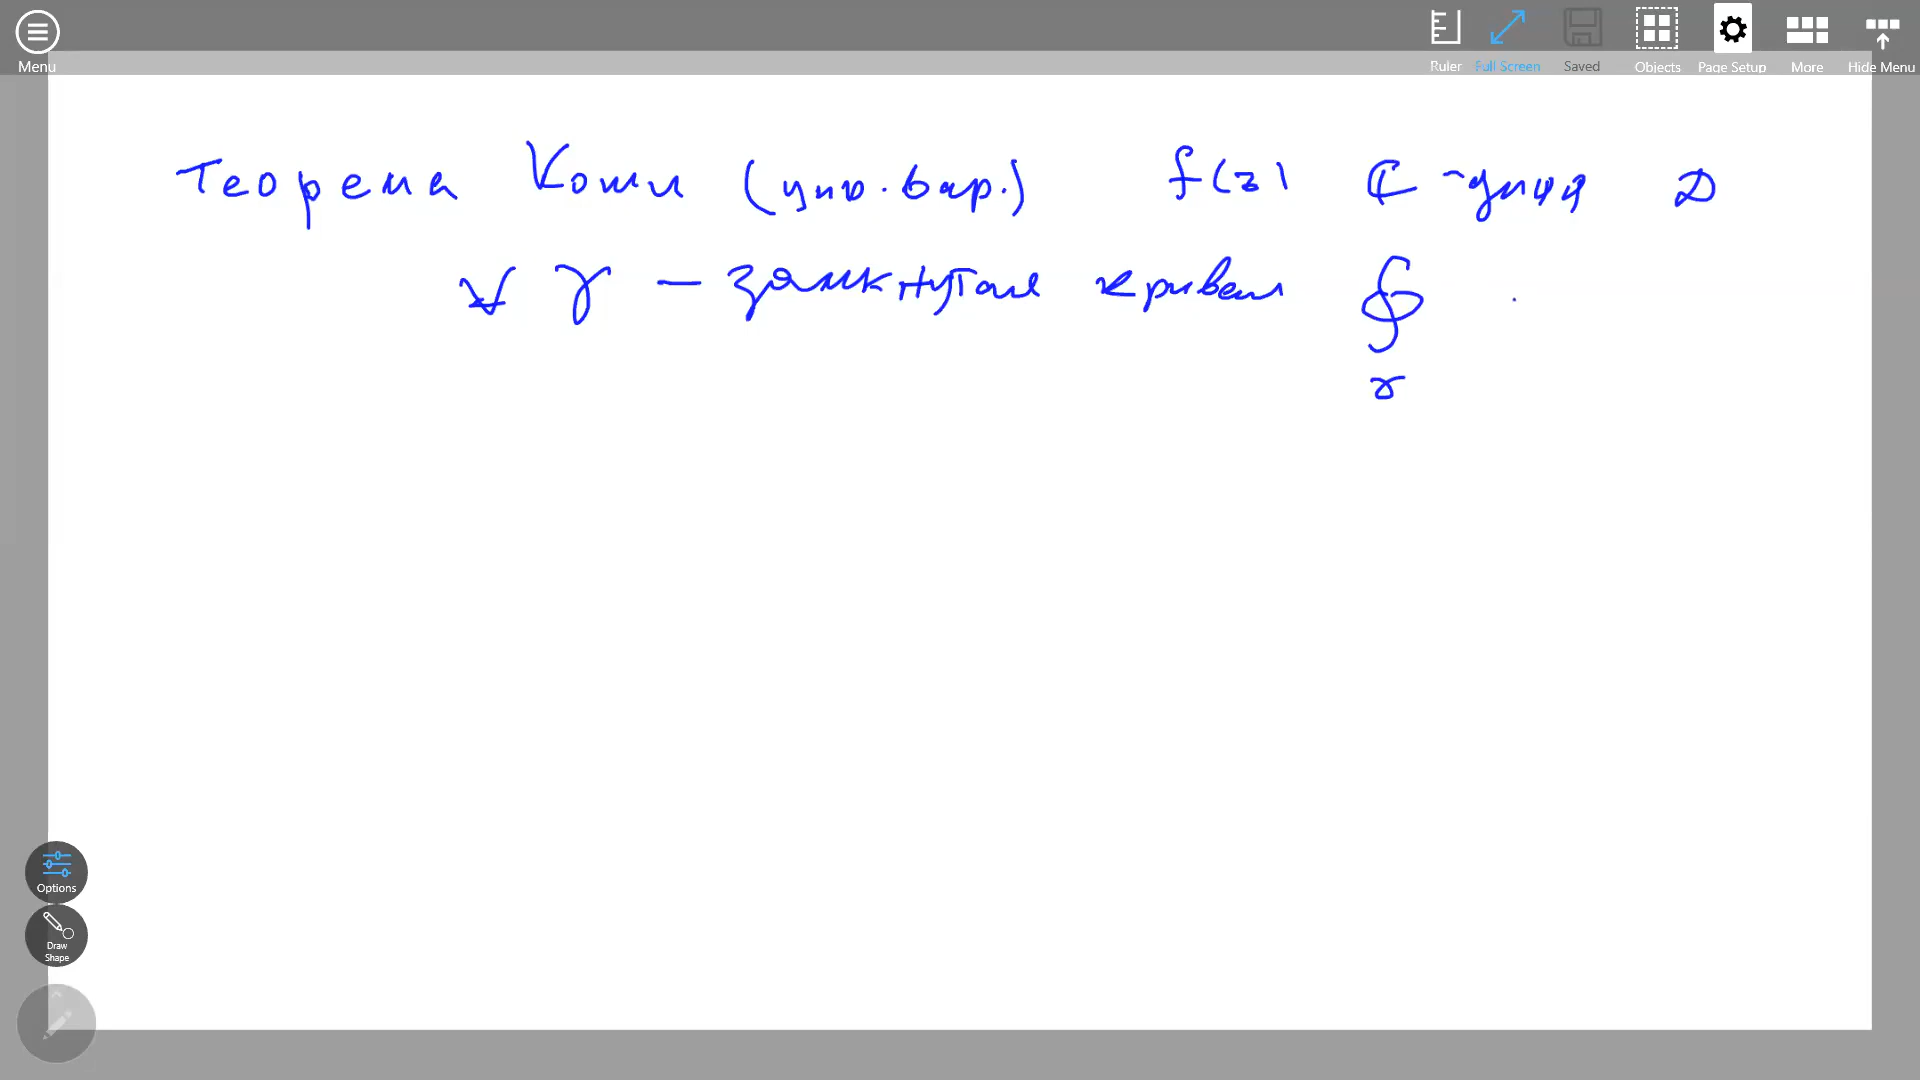 Menu
Ruler Full Screen Saved Objects Page Setup More Hide Menu
Теорема Коши (упр. вар.) f(z) ℂ-дифф D
∀ γ — замкнутая кривая ∮
γ
Options
Draw
Shape